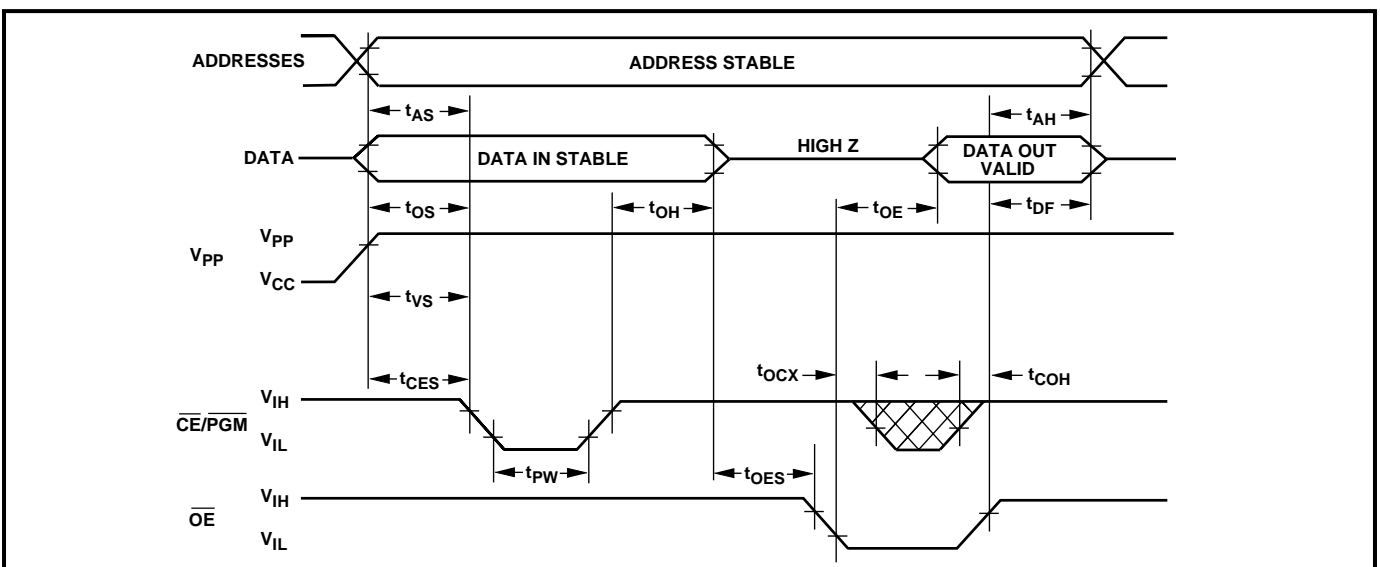 ADDRESSES
ADDRESS STABLE
tAS
tAH
DATA
DATA IN STABLE
HIGH Z
DATA OUT
VALID
tOS
tOH
tOE
tDF
VPP
VPP
VCC
tVS
tCES
tOCX
tCOH
CE/PGM
VIH
VIL
tPW
tOES
OE
VIH
VIL